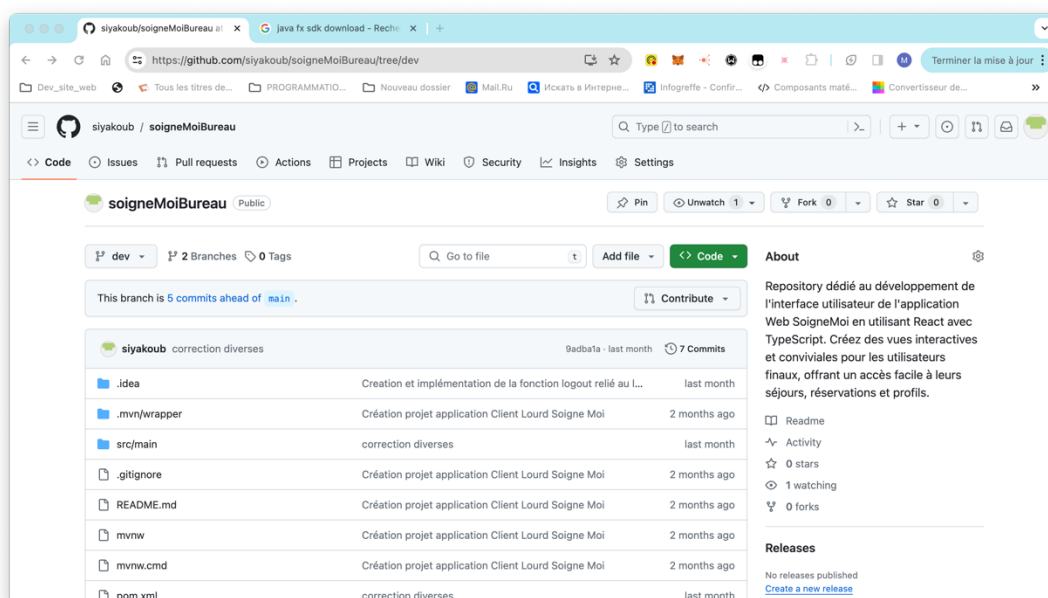 siyakoub/soigneMoiBureau at
java fx sdk download - Reche
https://github.com/siyakoub/soigneMoiBureau/tree/dev
M
Terminer la mise à jour
Dev_site_web
Tous les titres de...
PROGRAMMATIO...
Nouveau dossier
Mail.Ru
Искать в Интерне...
Infogreffe - Confir...
Composants maté...
Convertisseur de...
siyakoub / soigneMoiBureau
Type / to search
Code
Issues
Pull requests
Actions
Projects
Wiki
Security
Insights
Settings
soigneMoiBureau Public
Pin
Unwatch 1
Fork 0
Star 0
dev
2 Branches
0 Tags
Go to file t
Add file
Code
This branch is 5 commits ahead of main .
Contribute
siyakoub correction diverses 9adba1a · last month 7 Commits
.idea Creation et implémentation de la fonction logout relié au l... last month
.mvn/wrapper Création projet application Client Lourd Soigne Moi 2 months ago
src/main correction diverses last month
.gitignore Création projet application Client Lourd Soigne Moi 2 months ago
README.md Création projet application Client Lourd Soigne Moi 2 months ago
mvnw Création projet application Client Lourd Soigne Moi 2 months ago
mvnw.cmd Création projet application Client Lourd Soigne Moi 2 months ago
pom.xml correction diverses last month
About
Repository dédié au développement de
l'interface utilisateur de l'application
Web SoigneMoi en utilisant React avec
TypeScript. Créez des vues interactives
et conviviales pour les utilisateurs
finaux, offrant un accès facile à leurs
séjours, réservations et profils.
Readme
Activity
0 stars
1 watching
0 forks
Releases
No releases published
Create a new release